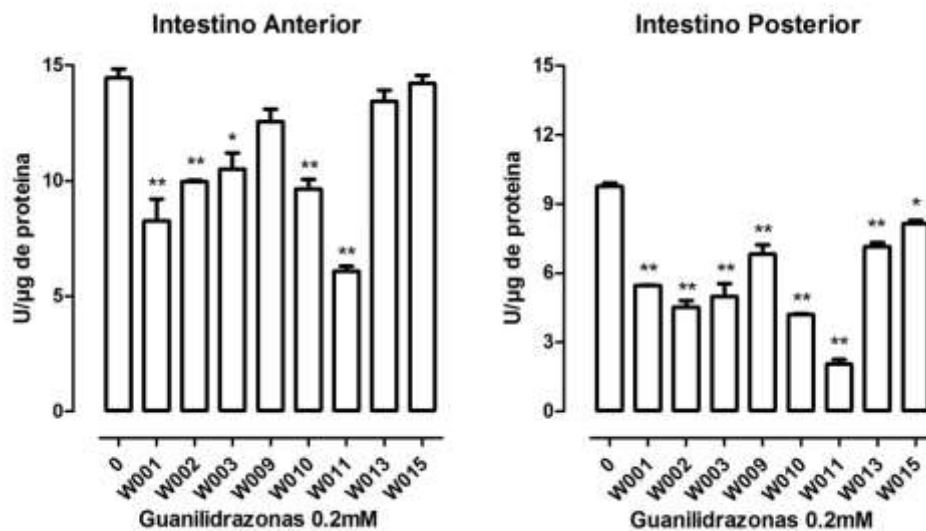 Intestino Anterior
U/µg de proteína
15
10
5
0
**
**
*
**
**
0
W001
W002
W003
W009
W010
W011
W013
W015
Guanilidrazonas 0.2mM
Intestino Posterior
U/µg de proteína
15
12
9
6
3
0
**
**
**
**
**
**
**
*
0
W001
W002
W003
W009
W010
W011
W013
W015
Guanilidrazonas 0.2mM